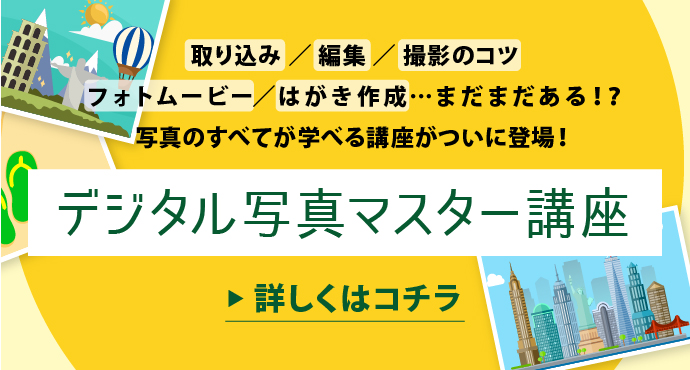 取り込み／編集／撮影のコツ
フォトムービー／はがき作成…まだまだある！？
写真のすべてが学べる講座がついに登場！
デジタル写真マスター講座
▶ 詳しくはコチラ